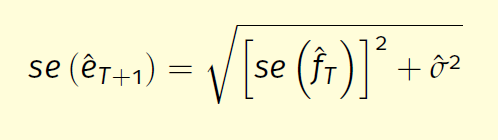 se (ê_{T+1}) = √([se (f̂_T)]² + σ̂²)